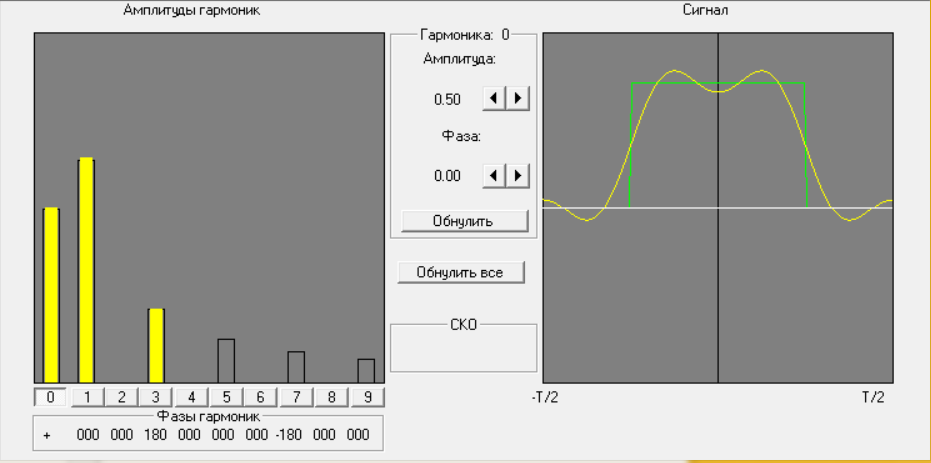 Амплитуды гармоник
Сигнал
Гармоника: 0
Амплитуда:
0.50
Фаза:
0.00
Обнулить
Обнулить все
СКО
0 1 2 3 4 5 6 7 8 9
-T/2
T/2
Фазы гармоник
+ 000 000 180 000 000 000 -180 000 000